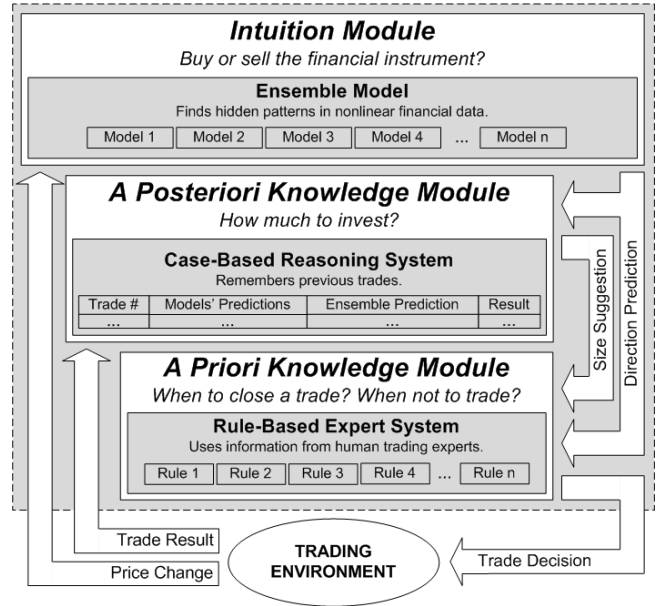 Intuition Module
Buy or sell the financial instrument?
Ensemble Model
Finds hidden patterns in nonlinear financial data.
Model 1 Model 2 Model 3 Model 4 ... Model n
A Posteriori Knowledge Module
How much to invest?
Case-Based Reasoning System
Remembers previous trades.
Trade # Models' Predictions Ensemble Prediction Result
... ... ... ...
Size Suggestion
Direction Prediction
A Priori Knowledge Module
When to close a trade? When not to trade?
Rule-Based Expert System
Uses information from human trading experts.
Rule 1 Rule 2 Rule 3 Rule 4 ... Rule n
Trade Result
Price Change
TRADING
ENVIRONMENT
Trade Decision